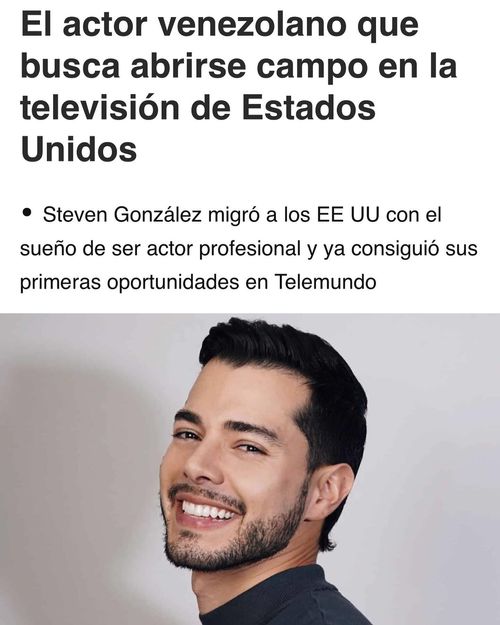 El actor venezolano que
busca abrirse campo en la
televisión de Estados
Unidos
• Steven González migró a los EE UU con el
sueño de ser actor profesional y ya consiguió sus
primeras oportunidades en Telemundo